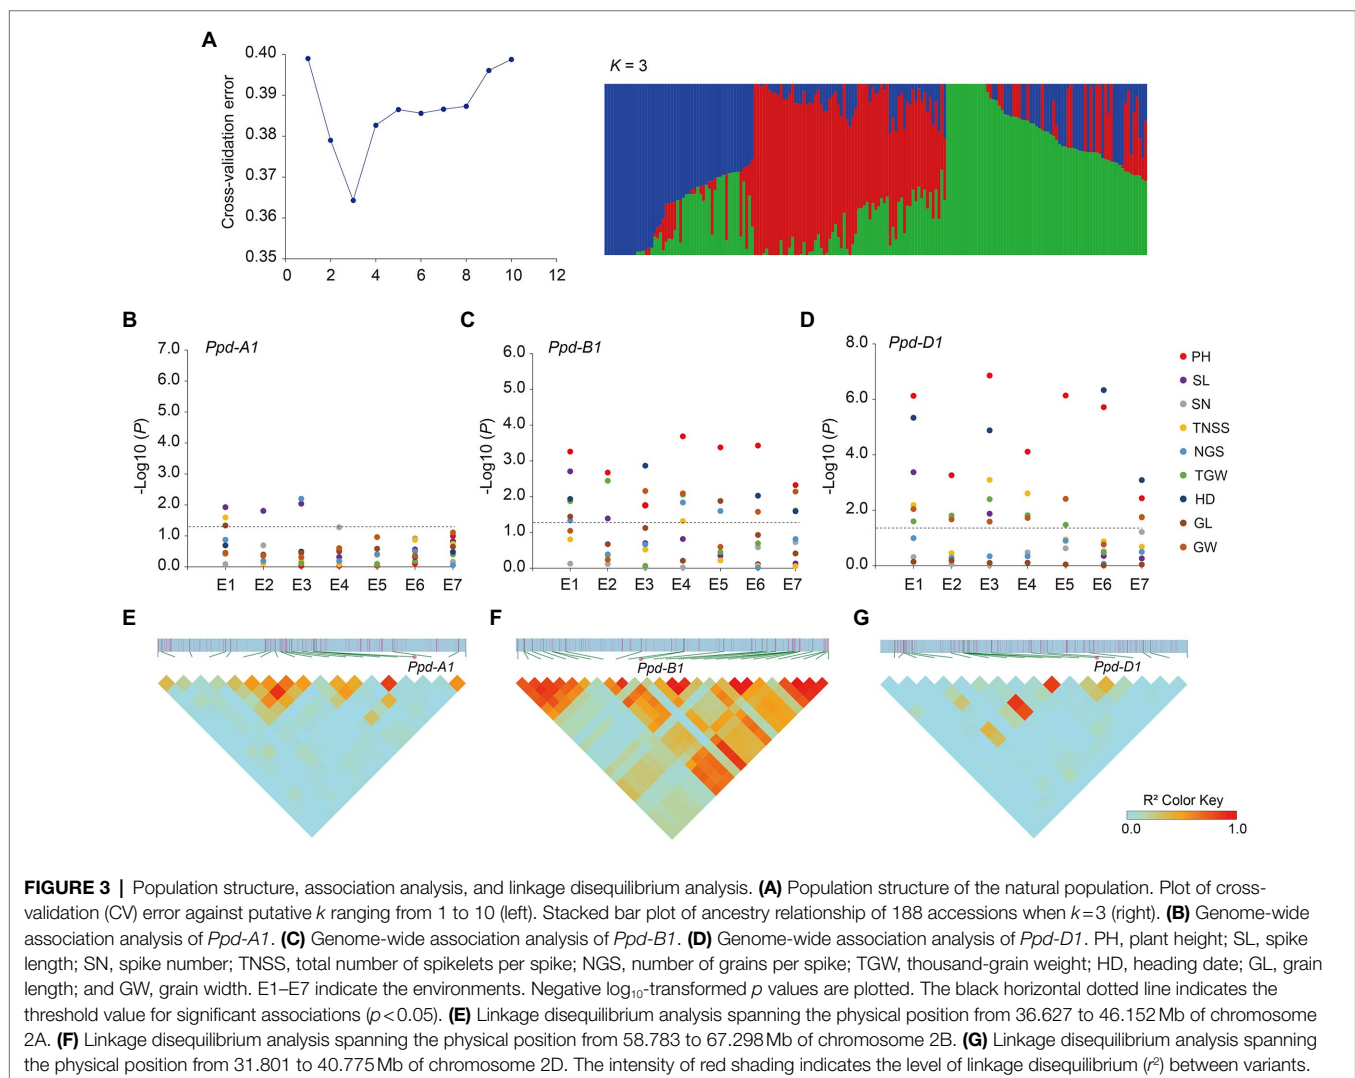 A
0.40
0.39
0.38
0.37
0.36
0.35
Cross-validation error
0 2 4 6 8 10 12
K = 3
B
Ppd-A1
7.0
6.0
5.0
4.0
3.0
2.0
1.0
0.0
-Log10 (P)
E1 E2 E3 E4 E5 E6 E7
C
Ppd-B1
6.0
5.0
4.0
3.0
2.0
1.0
0.0
-Log10 (P)
E1 E2 E3 E4 E5 E6 E7
D
Ppd-D1
8.0
6.0
4.0
2.0
0.0
-Log10 (P)
E1 E2 E3 E4 E5 E6 E7
PH
SL
SN
TNSS
NGS
TGW
HD
GL
GW
E
Ppd-A1
F
Ppd-B1
G
Ppd-D1
R² Color Key
0.0 1.0
FIGURE 3 | Population structure, association analysis, and linkage disequilibrium analysis. (A) Population structure of the natural population. Plot of cross-
validation (CV) error against putative k ranging from 1 to 10 (left). Stacked bar plot of ancestry relationship of 188 accessions when k=3 (right). (B) Genome-wide
association analysis of Ppd-A1. (C) Genome-wide association analysis of Ppd-B1. (D) Genome-wide association analysis of Ppd-D1. PH, plant height; SL, spike
length; SN, spike number; TNSS, total number of spikelets per spike; NGS, number of grains per spike; TGW, thousand-grain weight; HD, heading date; GL, grain
length; and GW, grain width. E1–E7 indicate the environments. Negative log₁₀-transformed p values are plotted. The black horizontal dotted line indicates the
threshold value for significant associations (p<0.05). (E) Linkage disequilibrium analysis spanning the physical position from 36.627 to 46.152 Mb of chromosome
2A. (F) Linkage disequilibrium analysis spanning the physical position from 58.783 to 67.298 Mb of chromosome 2B. (G) Linkage disequilibrium analysis spanning
the physical position from 31.801 to 40.775 Mb of chromosome 2D. The intensity of red shading indicates the level of linkage disequilibrium (r²) between variants.